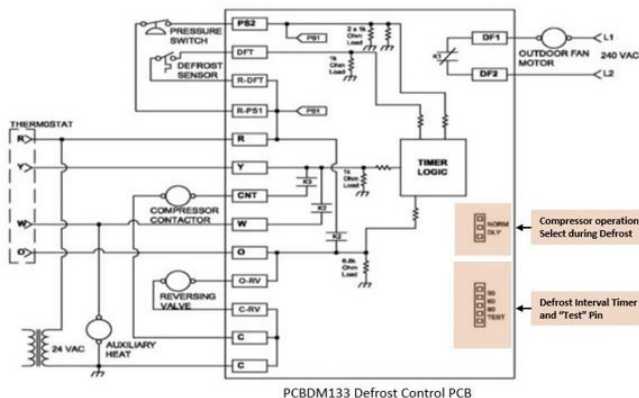 PRESSURE
SWITCH
DEFROST
SENSOR
THERMOSTAT
R
Y
W
O
COMPRESSOR
CONTACTOR
REVERSING
VALVE
24 VAC
AUXILIARY
HEAT
PS2
DFT
R-DFT
R-PS1
R
Y
CNT
W
O
O-RV
C-RV
C
C
PB1
PB1
2 x 1k
Ohm
Load
1k
Ohm
Load
1k
Ohm
Load
6.8k
Ohm
Load
K3
K2
K2
K1
TIMER
LOGIC
DF1
DF2
OUTDOOR FAN
MOTOR
L1
240 VAC
L2
NORM
DLY
30
60
90
TEST
Compressor operation
Select during Defrost
Defrost Interval Timer
and "Test" Pin
PCBDM133 Defrost Control PCB